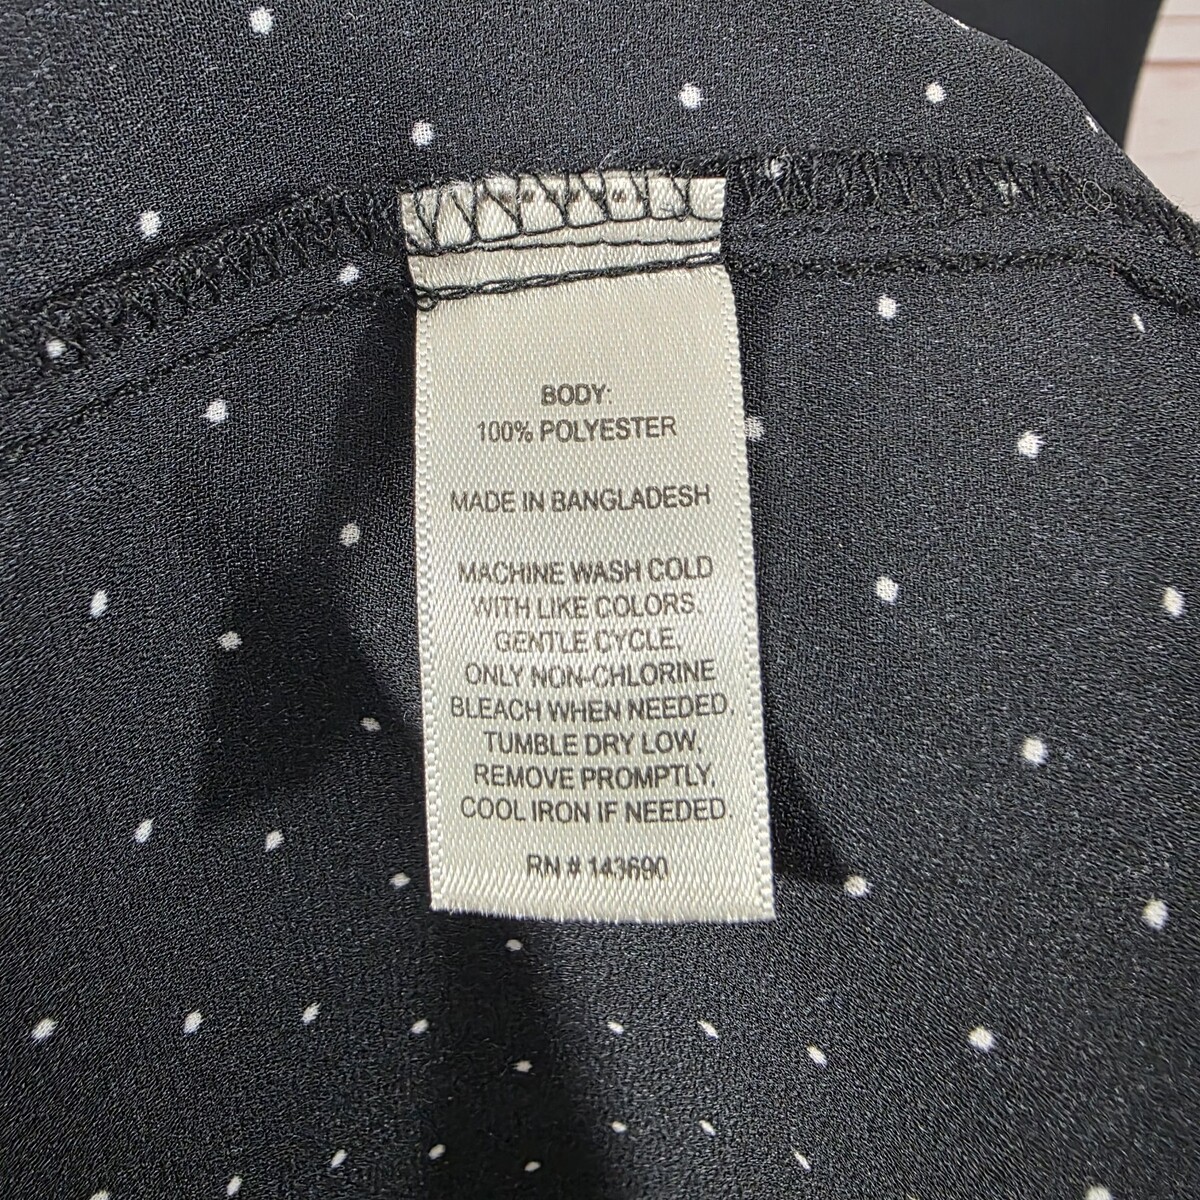 BODY:
100% POLYESTER
MADE IN BANGLADESH
MACHINE WASH COLD
WITH LIKE COLORS,
GENTLE CYCLE,
ONLY NON-CHLORINE
BLEACH WHEN NEEDED,
TUMBLE DRY LOW,
REMOVE PROMPTLY,
COOL IRON IF NEEDED.
RN # 143690